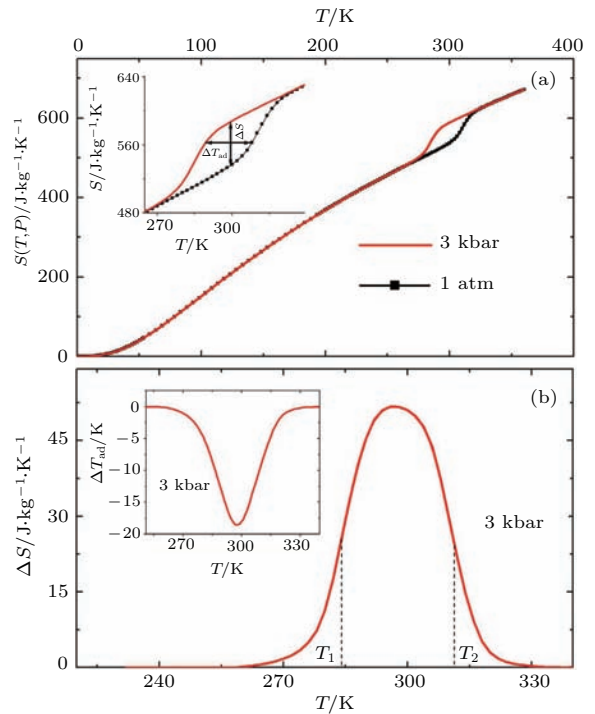 T/K
0 100 200 300 400
(a)
S(T,P)/J·kg−1·K−1
600
400
200
0
S/J·kg−1·K−1
640
560
480
270 300
T/K
ΔS
ΔTad
3 kbar
1 atm
(b)
ΔS/J·kg−1·K−1
45
30
15
0
ΔTad/K
0
−5
−10
−15
−20
3 kbar
270 300 330
T/K
3 kbar
T1 T2
240 270 300 330
T/K